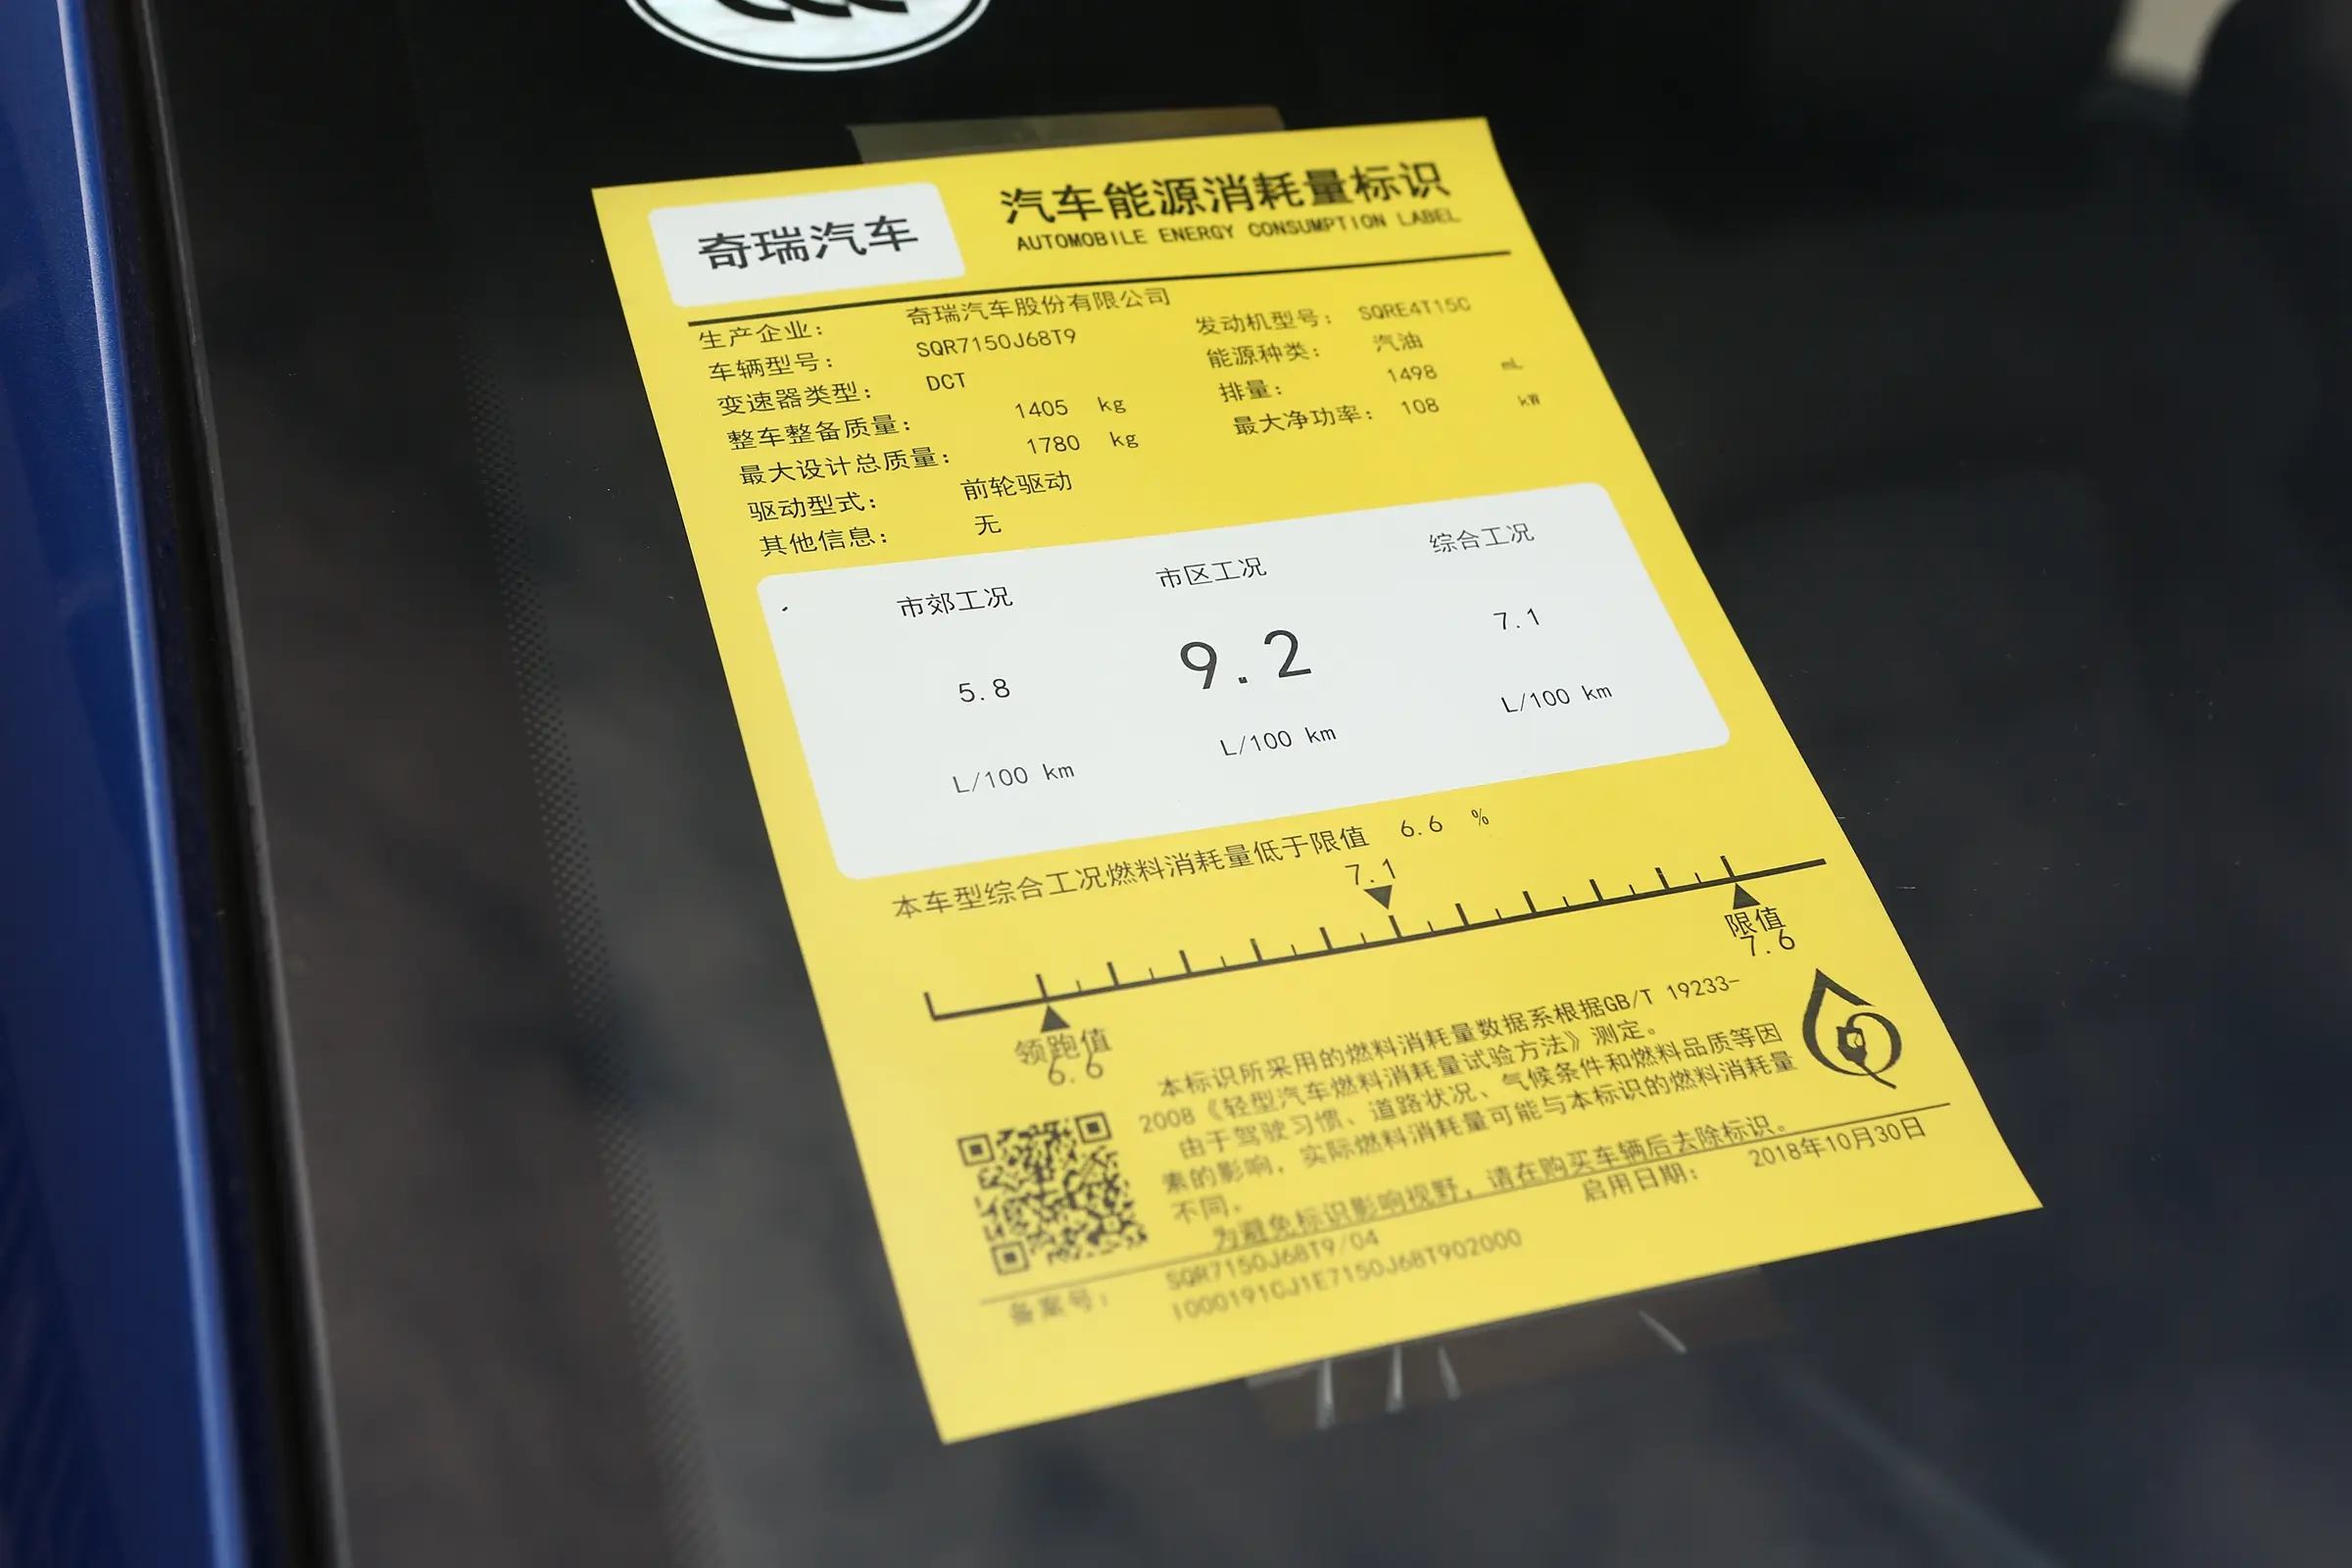 奇瑞汽车
汽车能源消耗量标识
AUTOMOBILE ENERGY CONSUMPTION LABEL
生产企业： 奇瑞汽车股份有限公司
车辆型号： SQR7150J68T9 发动机型号： SQRE4T15C
变速器类型： DCT 能源种类： 汽油
整车整备质量： 1405 kg 排量： 1498 mL
最大设计总质量： 1780 kg 最大净功率： 108 kW
驱动型式： 前轮驱动
其他信息： 无
市郊工况 市区工况 综合工况
5.8 9.2 7.1
L/100 km L/100 km L/100 km
本车型综合工况燃料消耗量低于限值 6.6 %
7.1
限值
7.6
领跑值
6.6
本标识所采用的燃料消耗量数据系根据GB/T 19233-
2008《轻型汽车燃料消耗量试验方法》测定。
由于驾驶习惯、道路状况、气候条件和燃料品质等因
素的影响，实际燃料消耗量可能与本标识的燃料消耗量
不同。
为避免标识影响视野，请在购买车辆后去除标识。
备案号： SQR7150J68T9/04 启用日期： 2018年10月30日
1000191CJ1E7150J68T902000